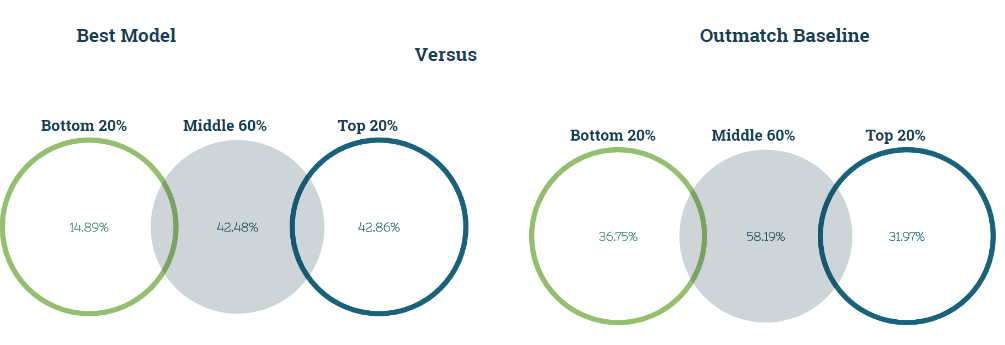 Best Model
Versus
Outmatch Baseline
Bottom 20%
Middle 60%
Top 20%
14.89%
42.48%
42.86%
Bottom 20%
Middle 60%
Top 20%
36.75%
58.19%
31.97%